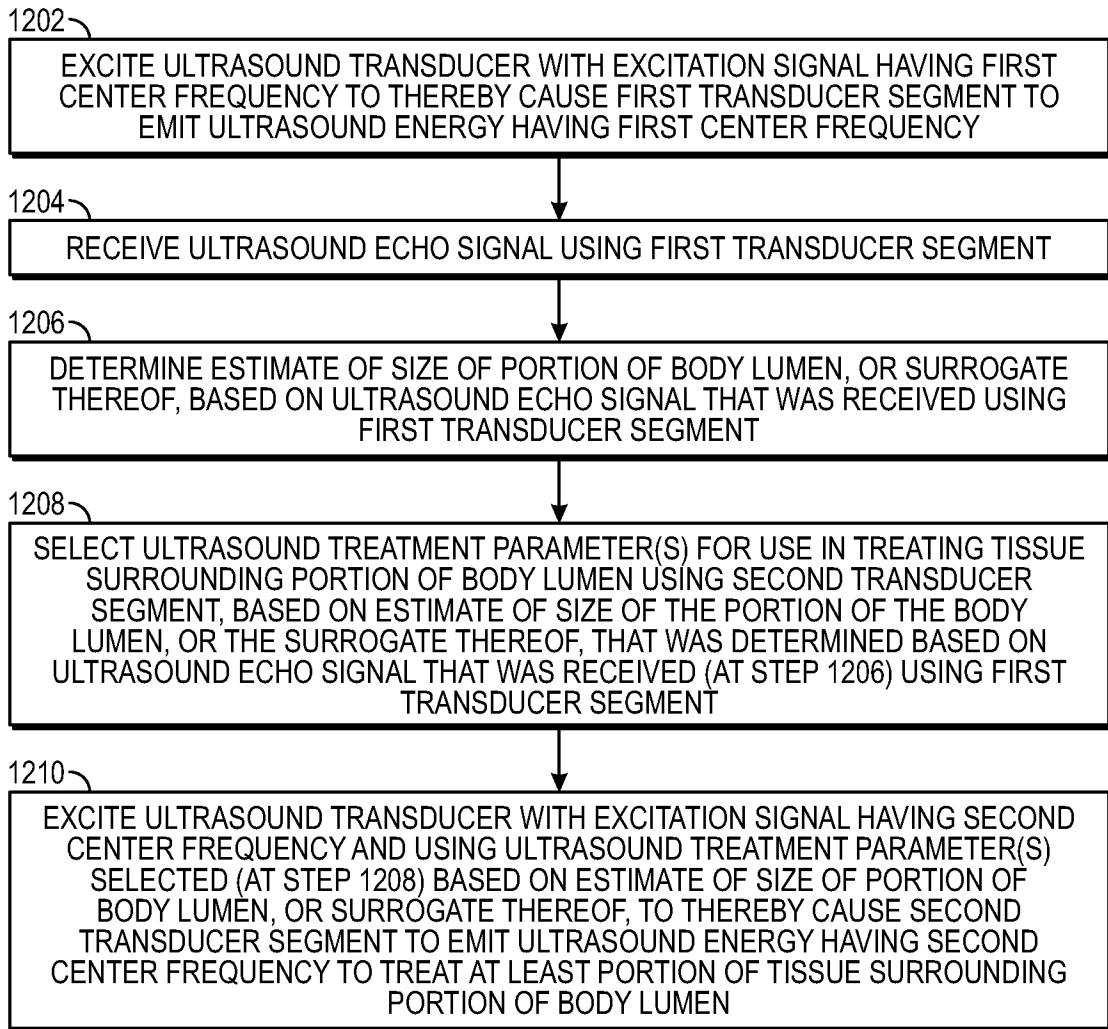 1202
EXCITE ULTRASOUND TRANSDUCER WITH EXCITATION SIGNAL HAVING FIRST
CENTER FREQUENCY TO THEREBY CAUSE FIRST TRANSDUCER SEGMENT TO
EMIT ULTRASOUND ENERGY HAVING FIRST CENTER FREQUENCY
1204
RECEIVE ULTRASOUND ECHO SIGNAL USING FIRST TRANSDUCER SEGMENT
1206
DETERMINE ESTIMATE OF SIZE OF PORTION OF BODY LUMEN, OR SURROGATE
THEREOF, BASED ON ULTRASOUND ECHO SIGNAL THAT WAS RECEIVED USING
FIRST TRANSDUCER SEGMENT
1208
SELECT ULTRASOUND TREATMENT PARAMETER(S) FOR USE IN TREATING TISSUE
SURROUNDING PORTION OF BODY LUMEN USING SECOND TRANSDUCER
SEGMENT, BASED ON ESTIMATE OF SIZE OF THE PORTION OF THE BODY
LUMEN, OR THE SURROGATE THEREOF, THAT WAS DETERMINED BASED ON
ULTRASOUND ECHO SIGNAL THAT WAS RECEIVED (AT STEP 1206) USING FIRST
TRANSDUCER SEGMENT
1210
EXCITE ULTRASOUND TRANSDUCER WITH EXCITATION SIGNAL HAVING SECOND
CENTER FREQUENCY AND USING ULTRASOUND TREATMENT PARAMETER(S)
SELECTED (AT STEP 1208) BASED ON ESTIMATE OF SIZE OF PORTION OF
BODY LUMEN, OR SURROGATE THEREOF, TO THEREBY CAUSE SECOND
TRANSDUCER SEGMENT TO EMIT ULTRASOUND ENERGY HAVING SECOND
CENTER FREQUENCY TO TREAT AT LEAST PORTION OF TISSUE SURROUNDING
PORTION OF BODY LUMEN